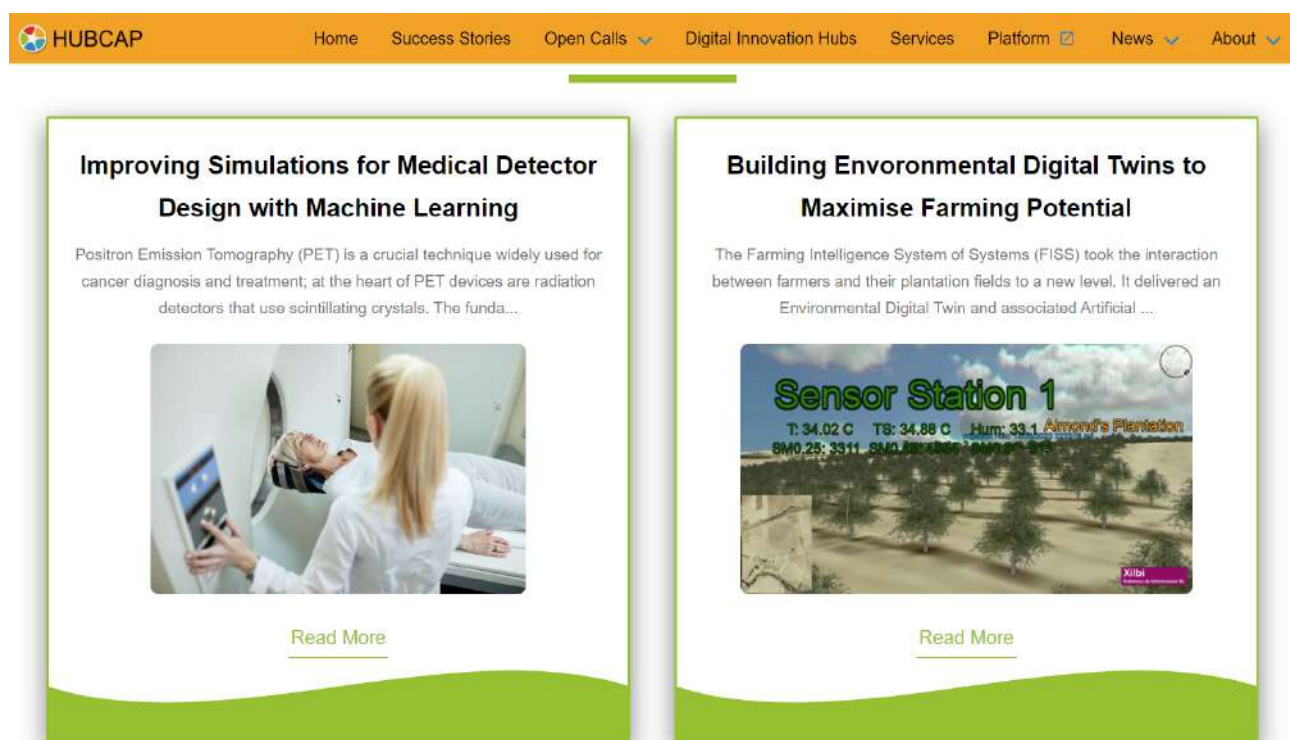 HUBCAP Home Success Stories Open Calls Digital Innovation Hubs Services Platform News About
Improving Simulations for Medical Detector
Design with Machine Learning
Positron Emission Tomography (PET) is a crucial technique widely used for
cancer diagnosis and treatment; at the heart of PET devices are radiation
detectors that use scintillating crystals. The funda...
Read More
Building Envoronmental Digital Twins to
Maximise Farming Potential
The Farming Intelligence System of Systems (FISS) took the interaction
between farmers and their plantation fields to a new level. It delivered an
Environmental Digital Twin and associated Artificial ...
Sensor Station 1
T: 34.02 C TS: 34.88 C Hum: 33.1 Almond's Plantation
SM0.25: 3311
Xilbi
Read More